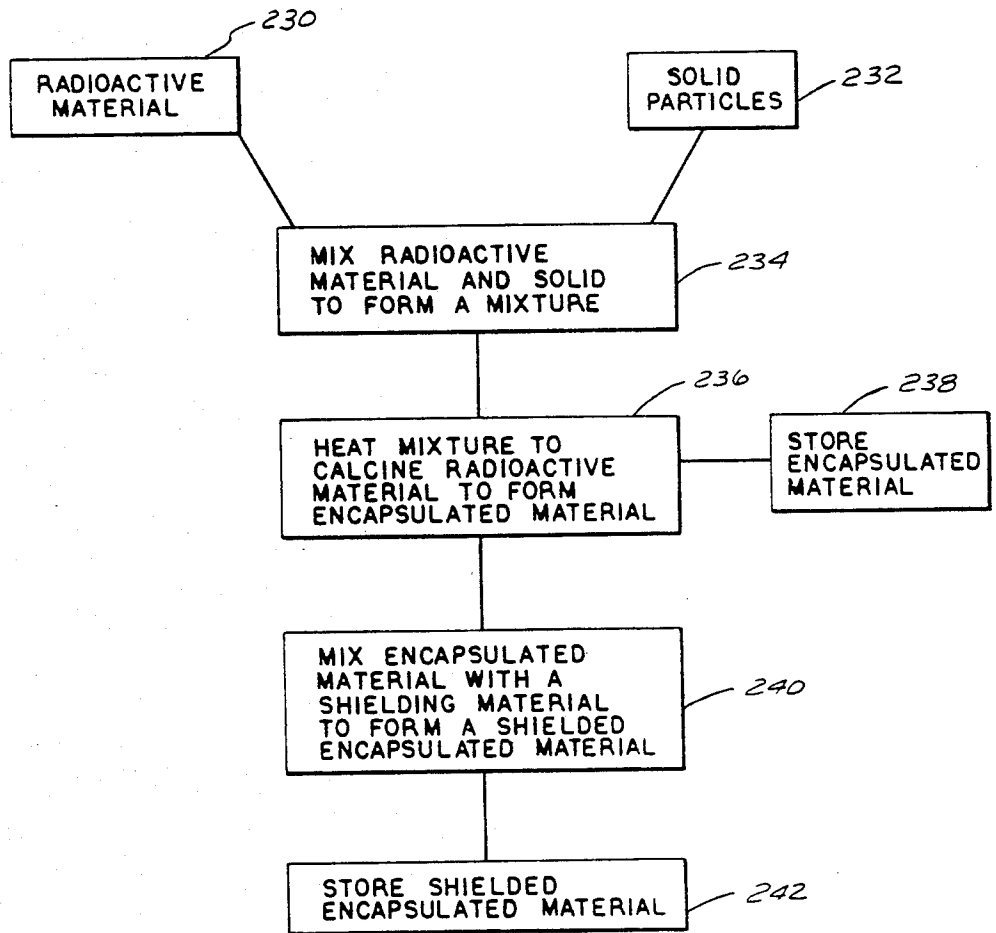 230
RADIOACTIVE
MATERIAL
SOLID
PARTICLES
232
MIX RADIOACTIVE
MATERIAL AND SOLID
TO FORM A MIXTURE
234
236
HEAT MIXTURE TO
CALCINE RADIOACTIVE
MATERIAL TO FORM
ENCAPSULATED MATERIAL
238
STORE
ENCAPSULATED
MATERIAL
MIX ENCAPSULATED
MATERIAL WITH A
SHIELDING MATERIAL
TO FORM A SHIELDED
ENCAPSULATED MATERIAL
240
STORE SHIELDED
ENCAPSULATED MATERIAL
242